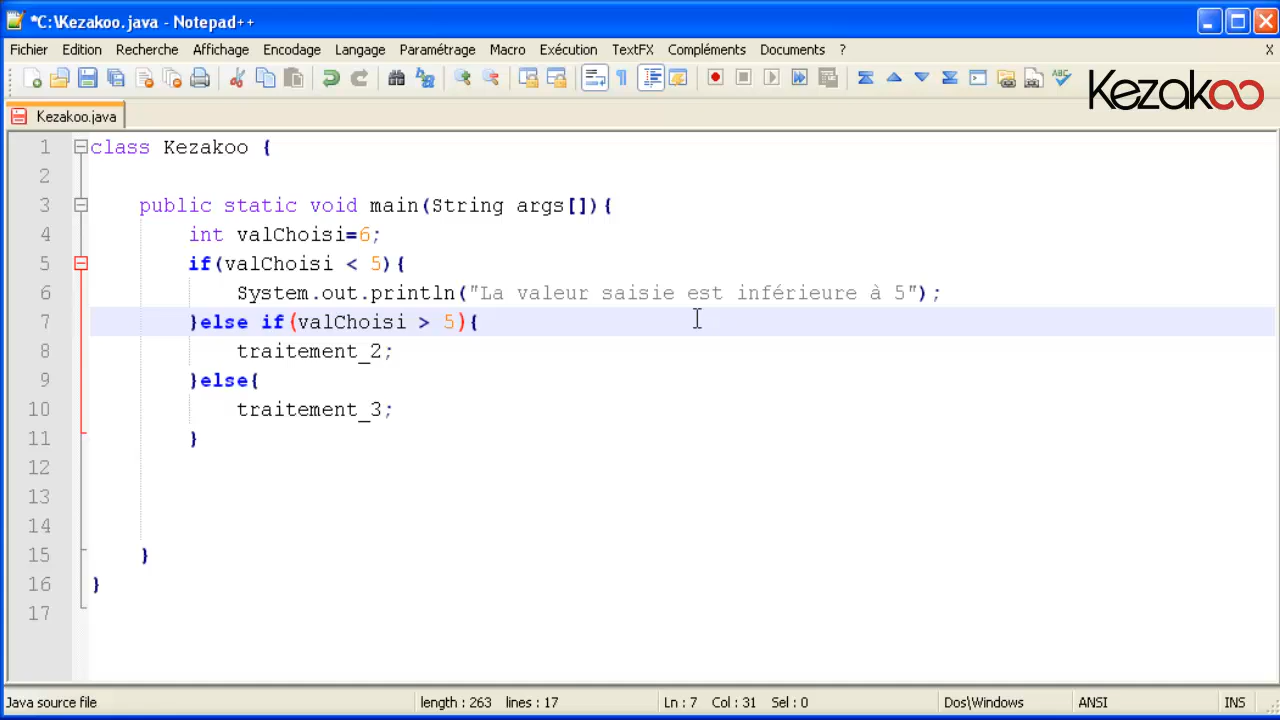 *C:\Kezakoo.java - Notepad++
Fichier Edition Recherche Affichage Encodage Langage Paramétrage Macro Exécution TextFX Compléments Documents ? X
Kezakoo
Kezakoo.java
1 class Kezakoo {
2
3 public static void main(String args[]){
4 int valChoisi=6;
5 if(valChoisi < 5){
6 System.out.println("La valeur saisie est inférieure à 5");
7 }else if(valChoisi > 5){
8 traitement_2;
9 }else{
10 traitement_3;
11 }
12
13
14
15 }
16 }
17
Java source file length : 263 lines : 17 Ln : 7 Col : 31 Sel : 0 Dos\Windows ANSI INS